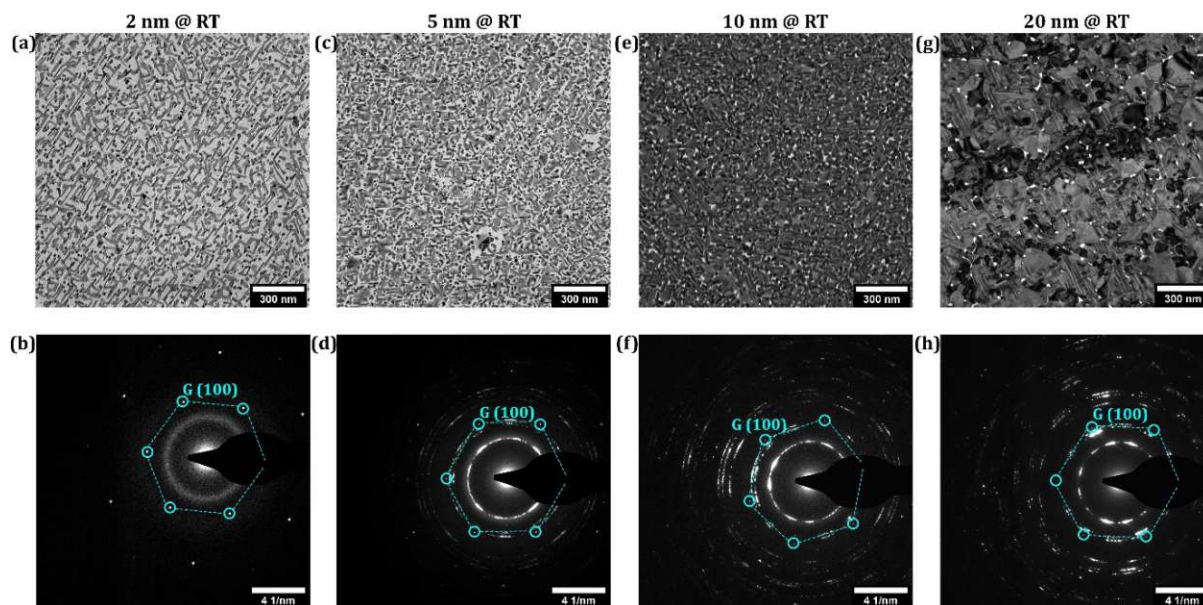 2 nm @ RT
5 nm @ RT
10 nm @ RT
20 nm @ RT
(a)
(c)
(e)
(g)
300 nm
300 nm
300 nm
300 nm
(b)
(d)
(f)
(h)
G (100)
G (100)
G (100)
G (100)
4 1/nm
4 1/nm
4 1/nm
4 1/nm